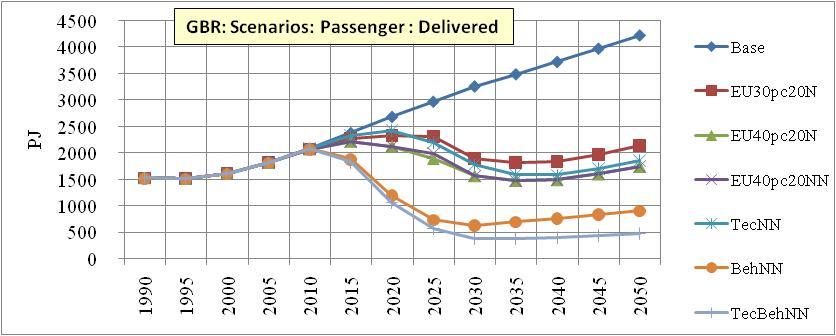 GBR: Scenarios: Passenger : Delivered
4500
4000
3500
3000
2500
2000
1500
1000
500
0
PJ
1990 1995 2000 2005 2010 2015 2020 2025 2030 2035 2040 2045 2050
Base
EU30pc20N
EU40pc20N
EU40pc20NN
TecNN
BehNN
TecBehNN